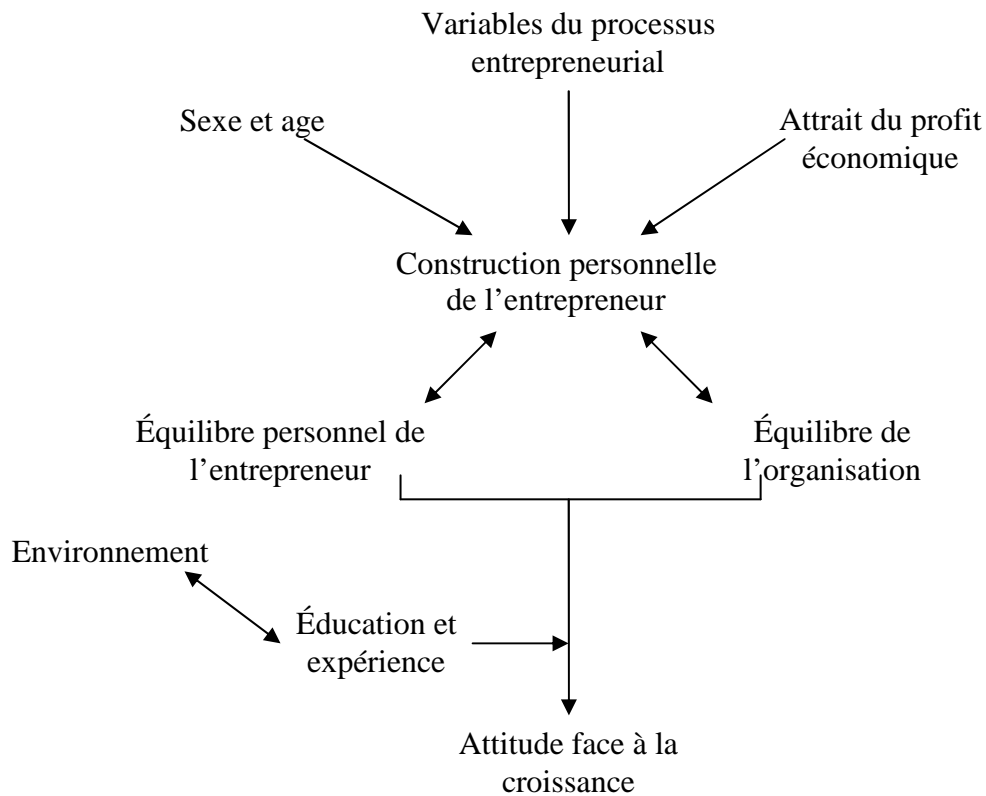 Variables du processus
entrepreneurial
Sexe et age
Attrait du profit
économique
Construction personnelle
de l’entrepreneur
Équilibre personnel de
l’entrepreneur
Équilibre de
l’organisation
Environnement
Éducation et
expérience
Attitude face à la
croissance